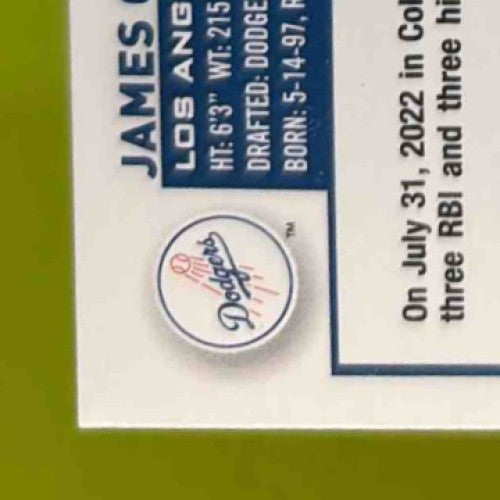 JAMES
LOS ANG
HT: 6'3" WT: 215
DRAFTED: DODGE
BORN: 5-14-97, R
Dodgers
TM
On July 31, 2022 in Col
three RBI and three hi